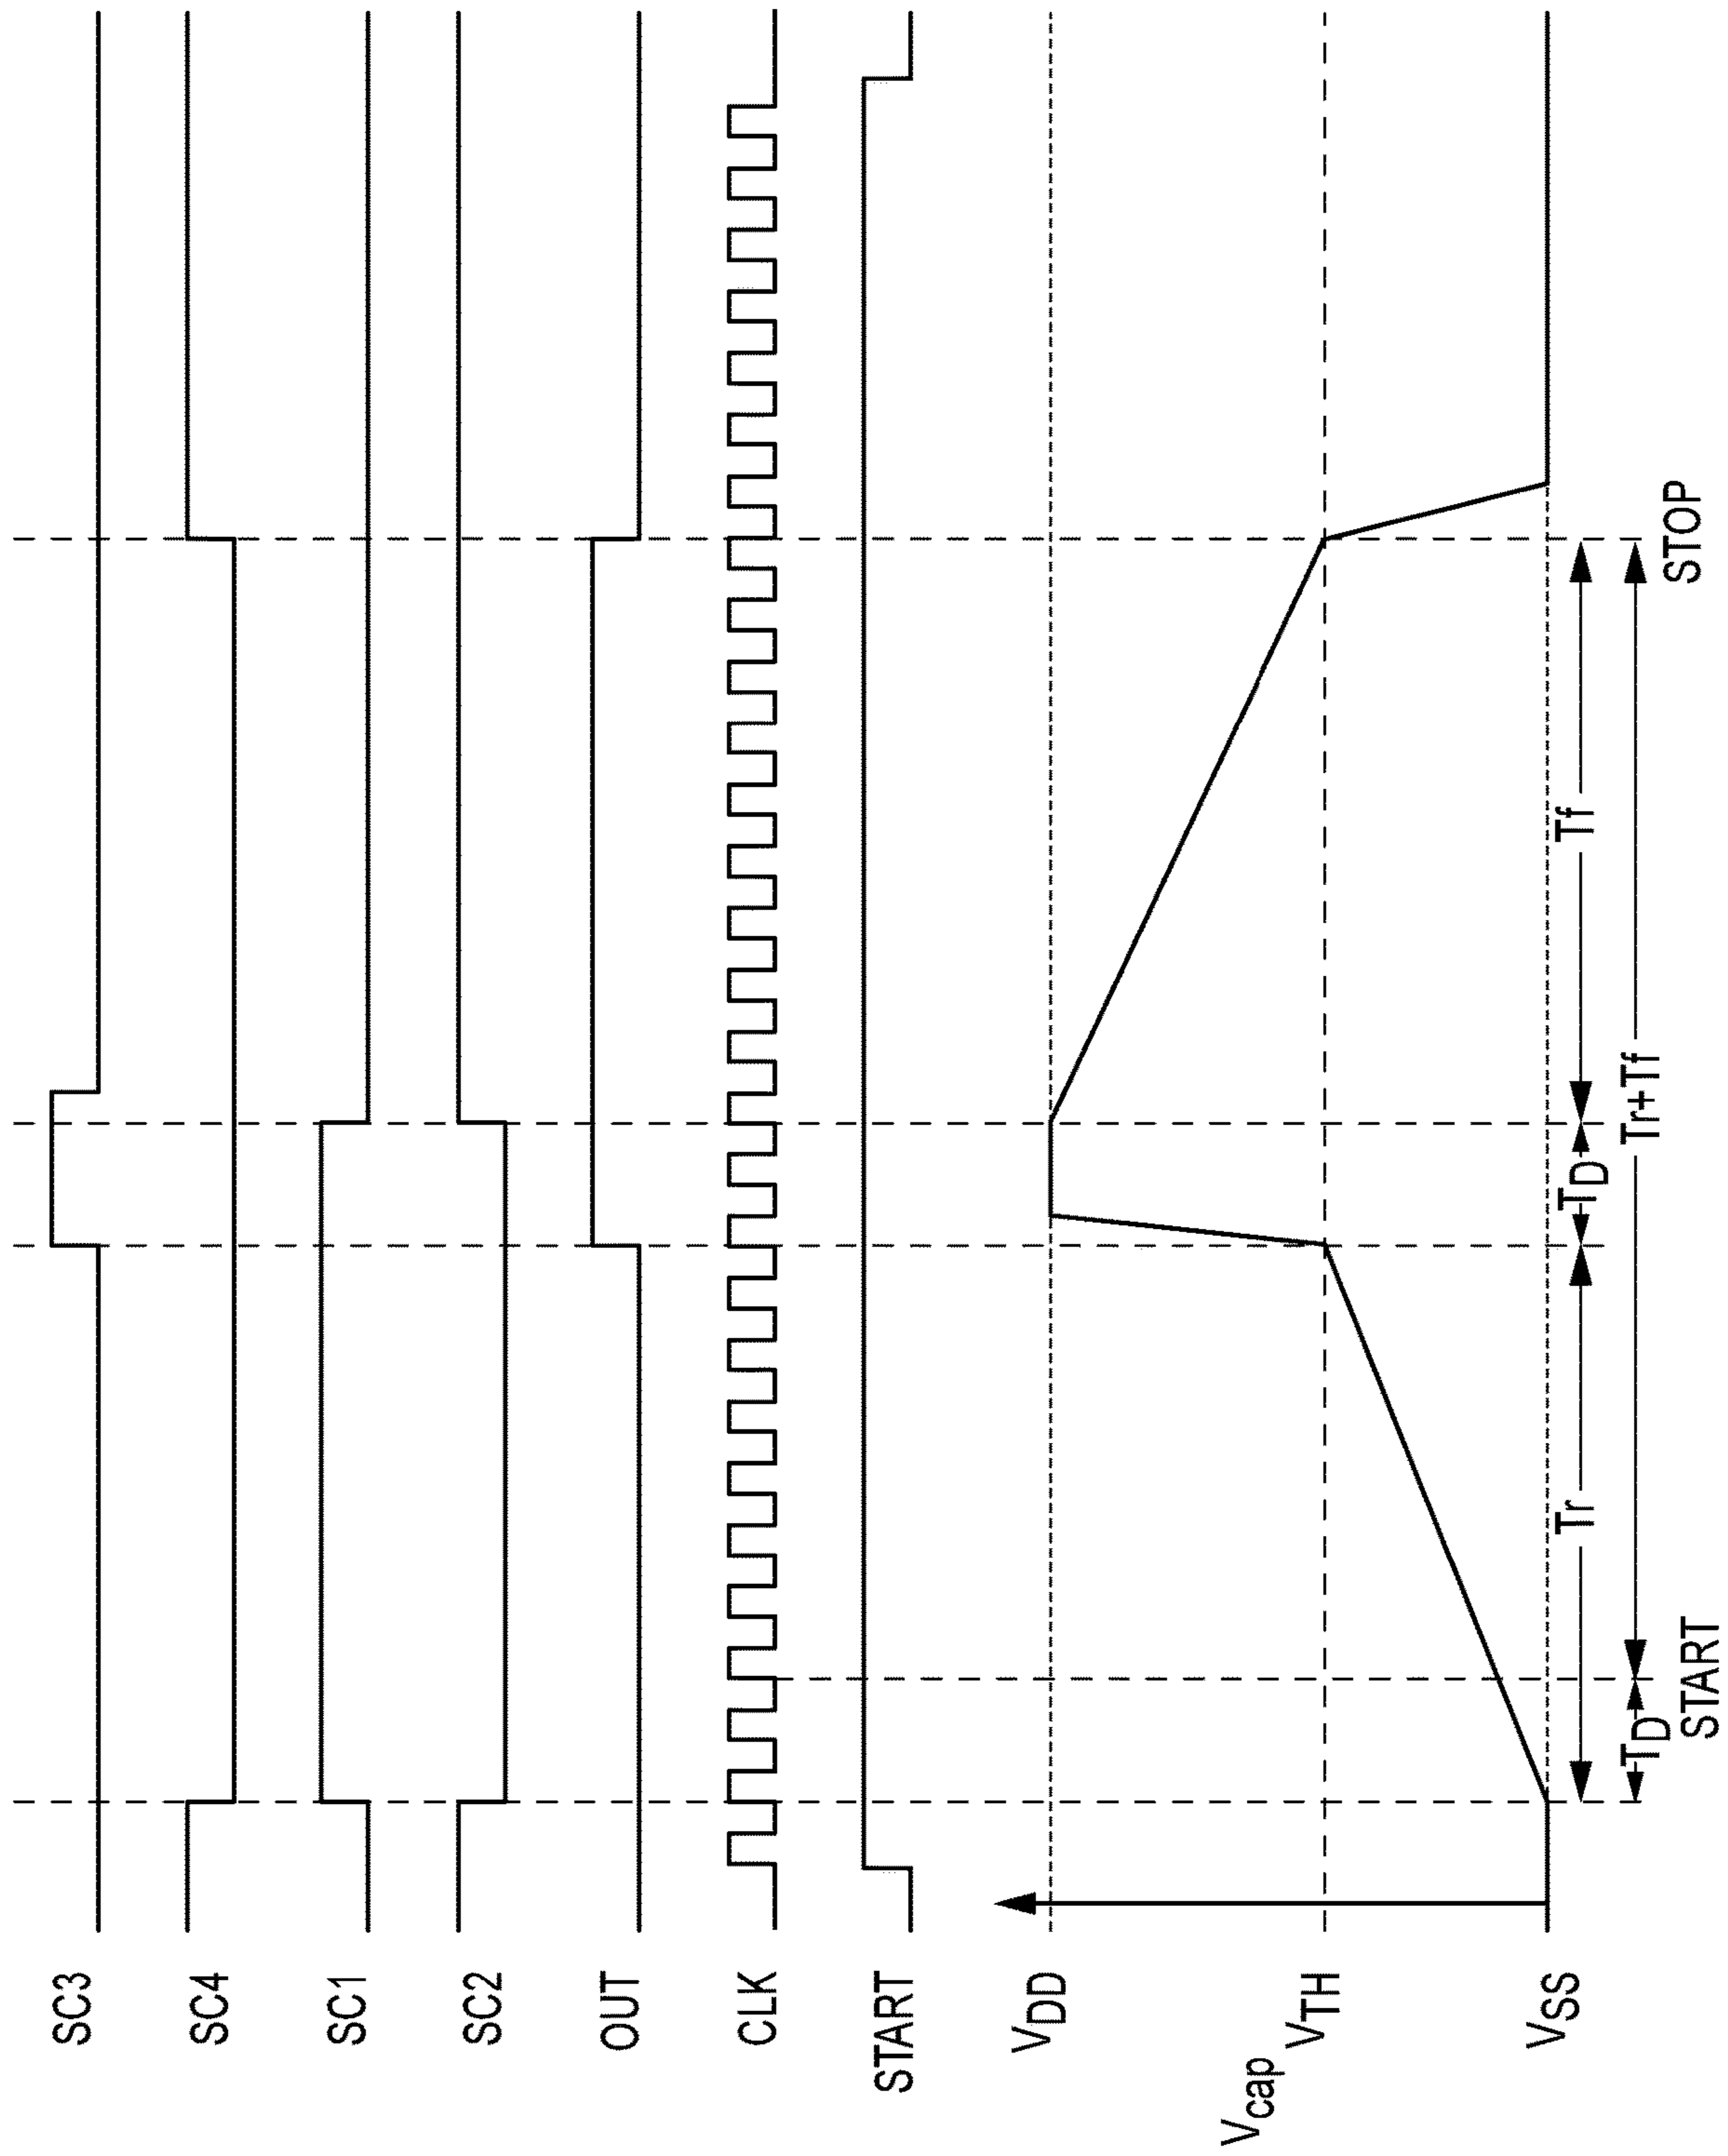 SC3
SC4
SC1
SC2
OUT
CLK
START
VDD
Vcap
VTH
VSS
Tr
TD
Tf
TD
Tr+Tf
START
STOP